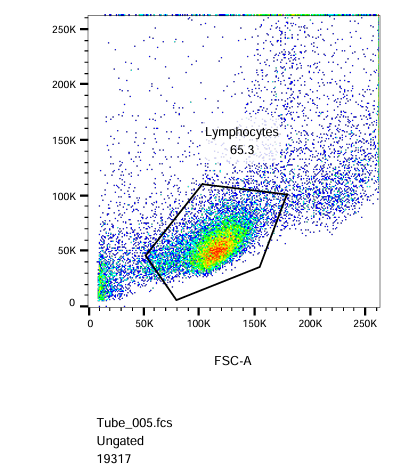 250K
200K
150K
100K
50K
0
Lymphocytes
65.3
0 50K 100K 150K 200K 250K
FSC-A
Tube_005.fcs
Ungated
19317